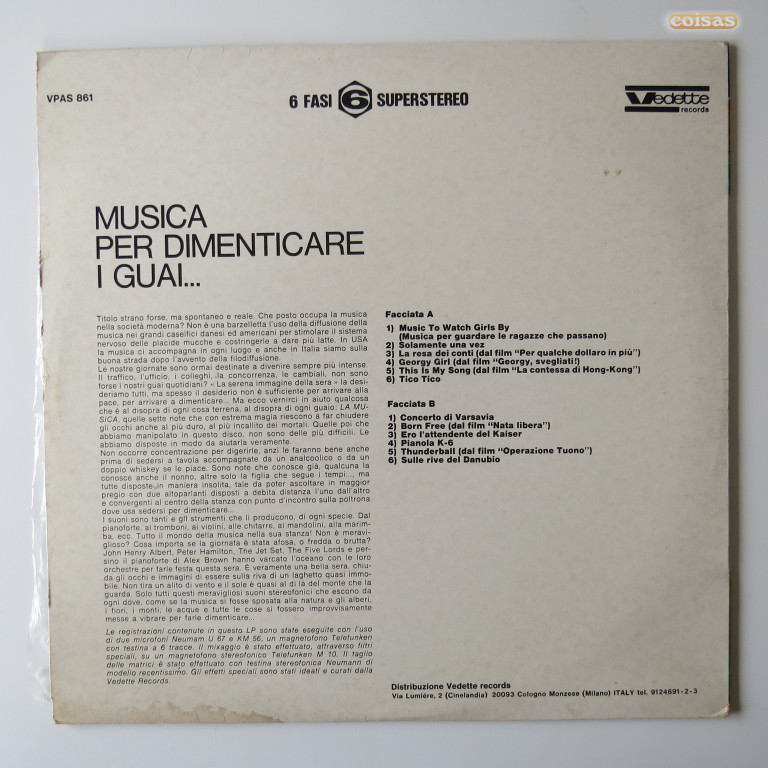 coisas
VPAS 861
6 FASI 6 SUPERSTEREO
Vedette
records
MUSICA
PER DIMENTICARE
I GUAI...
Titolo strano forse, ma spontaneo e reale. Che posto occupa la musica
nella società moderna? Non è una barzelletta l'uso della diffusione della
musica nei grandi caseifici danesi ed americani per stimolare il sistema
nervoso delle placide mucche e costringerle a dare più latte. In USA
la musica ci accompagna in ogni luogo e anche in Italia siamo sulla
buona strada dopo l'avvento della filodiffusione.
Le nostre giornate sono ormai destinate a divenire sempre più intense.
Il traffico, l'ufficio, i colleghi, la concorrenza, le cambiali, non sono
forse i nostri guai quotidiani? « La serena immagine della sera » la desi-
deriamo tutti, ma spesso il desiderio non è sufficiente per arrivare alla
pace, per arrivare a dimenticare... Ma ecco venirci in aiuto qualcosa
che è al disopra di ogni cosa terrena, al disopra di ogni guaio: LA MU-
SICA, quelle sette note che con estrema magia riescono a far chiudere
gli occhi anche al più duro, al più incallito dei mortali. Quelle poi che
abbiamo manipolato in questo disco, non sono delle più difficili. Le
abbiamo disposte in modo da aiutarla veramente.
Non occorre concentrazione per digerirle, anzi le faranno bene anche
prima di sedersi a tavola accompagnate da un analcoolico o da un
doppio whiskey se le piace. Sono note che conosce già, qualcuna la
conosce anche il nonno, altre solo la figlia che segue i tempi..., ma
tutte disposte in maniera insolita, tale da poter ascoltare in maggior
pregio con due altoparlanti disposti a debita distanza l'uno dall'altro
e convergenti al centro della stanza con punto d'incontro sulla poltrona
dove usa sedersi per dimenticare...
I suoni sono tanti e gli strumenti che li producono, di ogni specie. Dal
pianoforte, ai tromboni, ai violini, alle chitarre, ai mandolini, alla marim-
ba, ecc. Tutto il mondo della musica nella sua stanza! Non è meravi-
glioso? Cosa importa se la giornata è stata afosa, o fredda o brutta?
John Henry Albert, Peter Hamilton, The Jet Set, The Five Lords e per-
sino il pianoforte di Alex Brown hanno varcato l'oceano con le loro
orchestre per farle festa questa sera. È veramente una bella sera, chiu-
da gli occhi e immagini di essere sulla riva di un laghetto quasi immo-
bile. Non tira un alito di vento e il sole è quasi al di là del monte che la
guarda. Solo tutti questi meravigliosi suoni stereofonici che escono da
ogni dove, come se la musica si fosse sposata alla natura e gli alberi,
i fiori, i monti, le acque e tutte le cose si fossero improvvisamente
messe a vibrare per farle dimenticare...
Le registrazioni contenute in questo LP sono state eseguite con l'uso
di due microfoni Neumam U 67 e KM 56, un magnetofono Telefunken
con testina a 6 tracce. Il mixaggio è stato effettuato, attraverso filtri
speciali, su un magnetofono stereofonico Telefunken M 10. Il taglio
delle matrici è stato effettuato con testina stereofonica Neumann di
modello recentissimo. Gli effetti speciali sono stati ideati e curati dalla
Vedette Records.
Facciata A
1) Music To Watch Girls By
(Musica per guardare le ragazze che passano)
2) Solamente una vez
3) La resa dei conti (dal film "Per qualche dollaro in più")
4) Georgy Girl (dal film "Georgy, svegliati!)
5) This Is My Song (dal film "La contessa di Hong-Kong")
6) Tico Tico
Facciata B
1) Concerto di Varsavia
2) Born Free (dal film "Nata libera")
3) Ero l'attendente del Kaiser
4) Pianola K-6
5) Thunderball (dal film "Operazione Tuono")
6) Sulle rive del Danubio
Distribuzione Vedette records
Via Lumiére, 2 (Cinelandia) 20093 Cologno Monzese (Milano) ITALY tel. 9124691-2-3